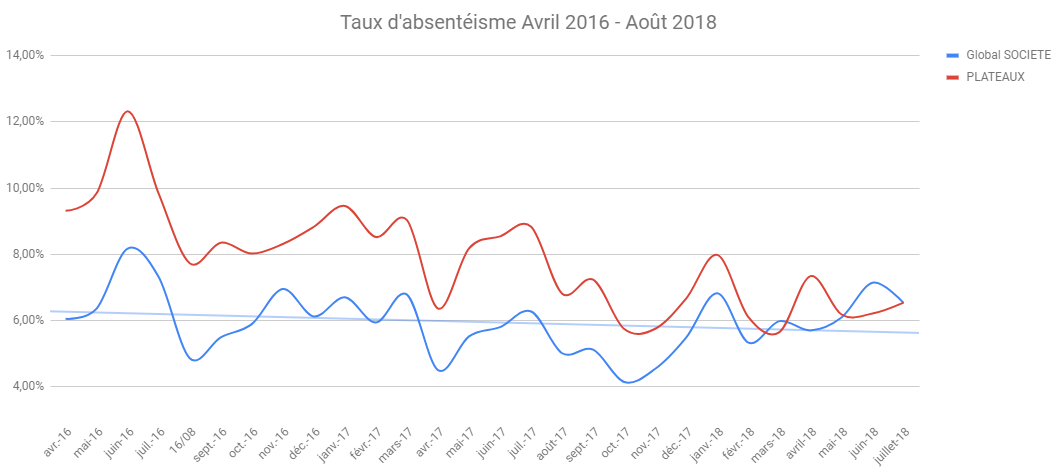 Taux d'absentéisme Avril 2016 - Août 2018
14,00%
12,00%
10,00%
8,00%
6,00%
4,00%
Global SOCIETE
PLATEAUX
avr.-16
mai-16
juin-16
juil.-16
16/08
sept.-16
oct.-16
nov.-16
déc.-16
janv.-17
févr.-17
mars-17
avr.-17
mai-17
juin-17
juil.-17
août-17
sept.-17
oct.-17
nov.-17
déc.-17
janv.-18
févr.-18
mars-18
avril-18
mai-18
juin-18
juillet-18